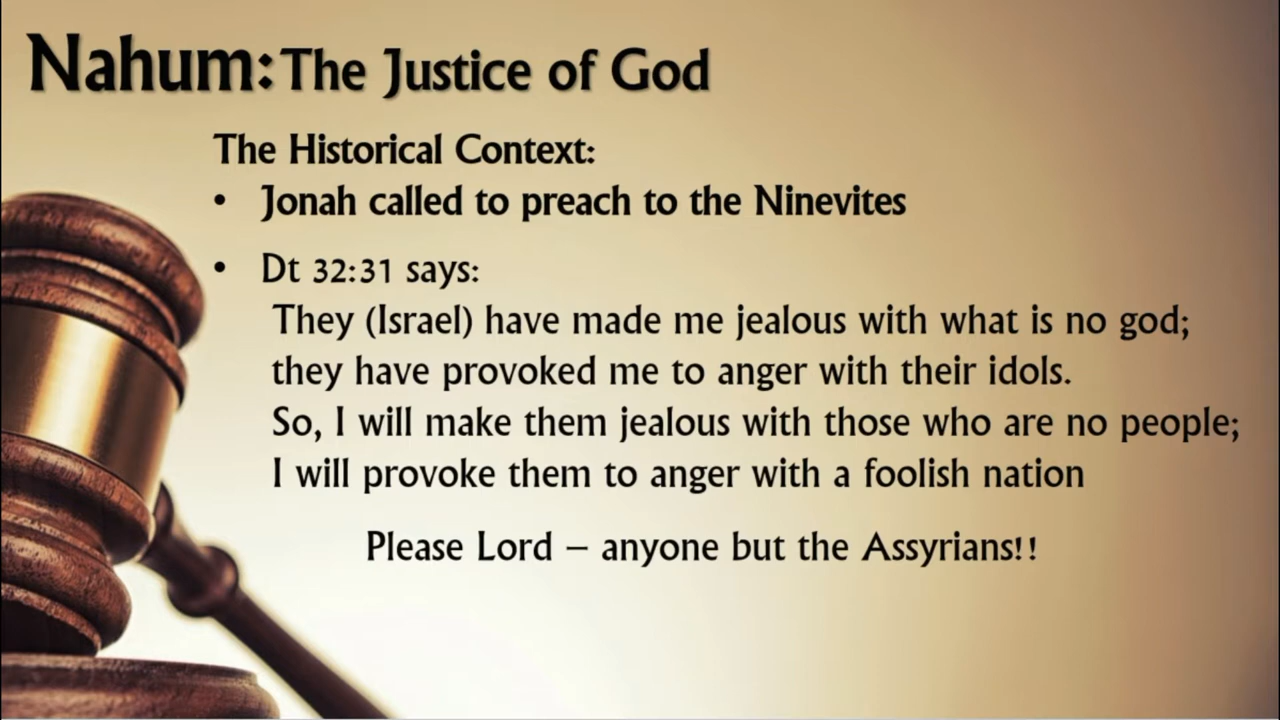 Nahum: The Justice of God
The Historical Context:
• Jonah called to preach to the Ninevites
• Dt 32:31 says:
They (Israel) have made me jealous with what is no god;
they have provoked me to anger with their idols.
So, I will make them jealous with those who are no people;
I will provoke them to anger with a foolish nation
Please Lord – anyone but the Assyrians!!